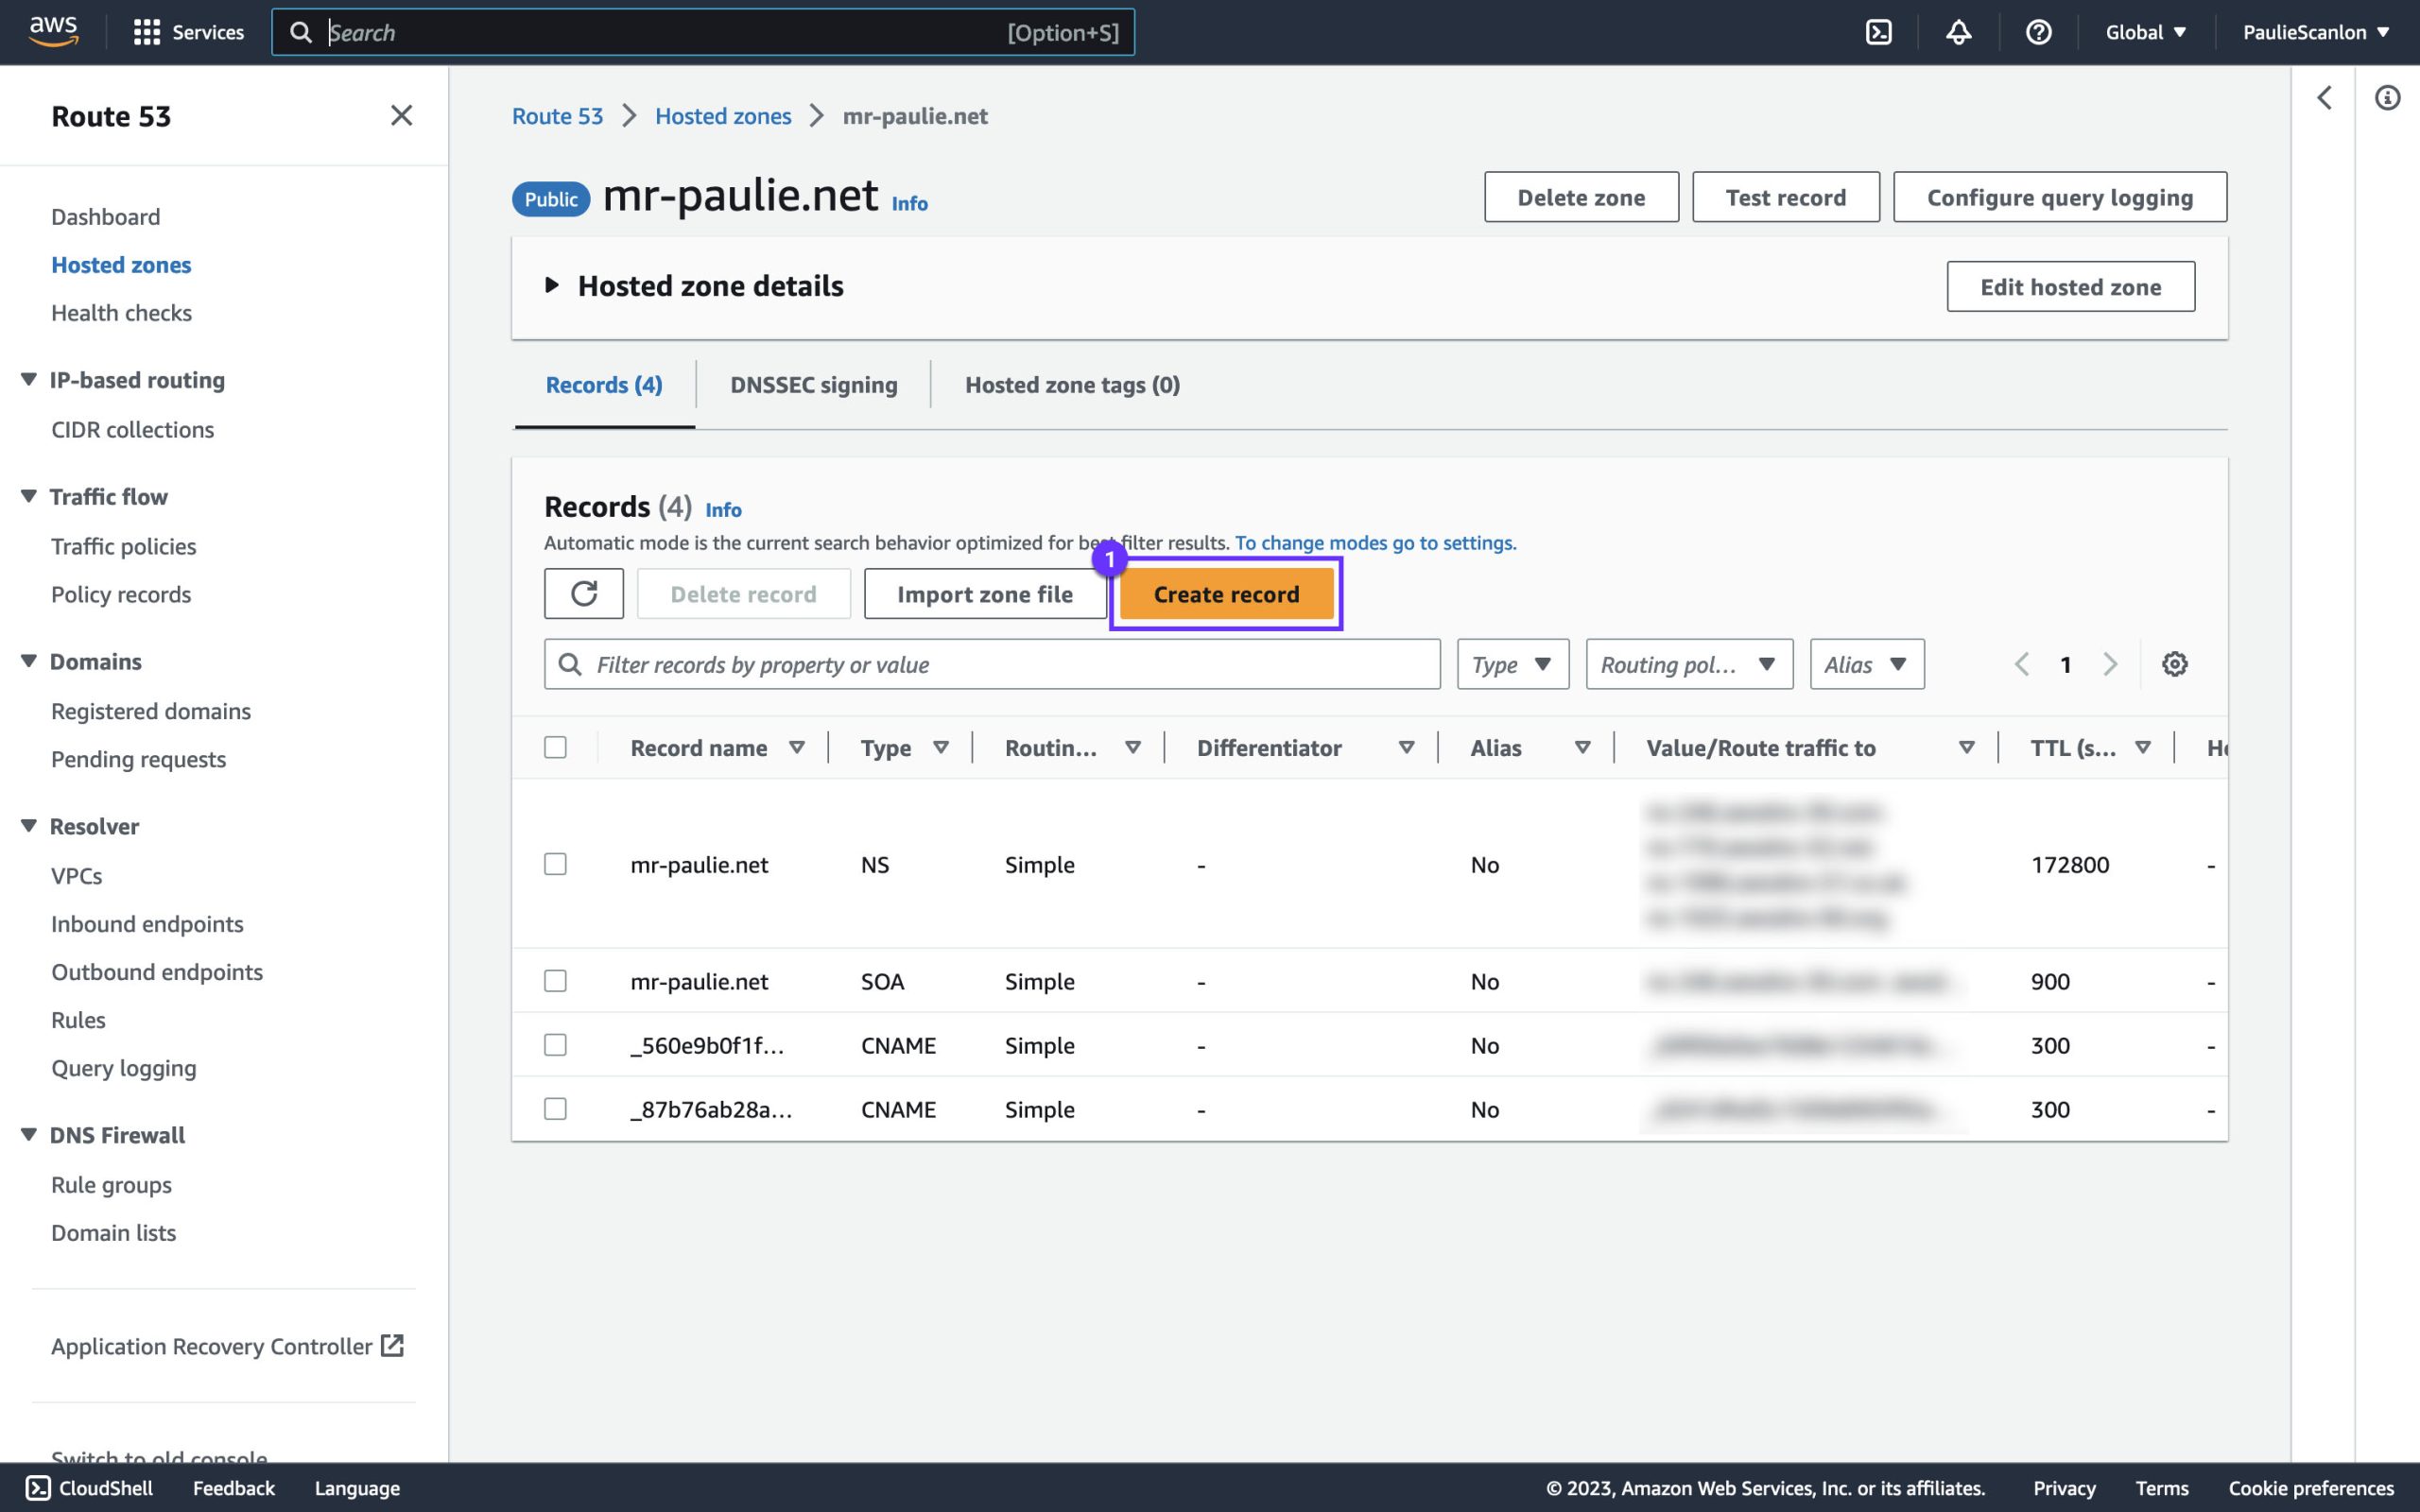 aws Services Search [Option+S] Global PaulieScanlon
Route 53
Dashboard
Hosted zones
Health checks
IP-based routing
CIDR collections
Traffic flow
Traffic policies
Policy records
Domains
Registered domains
Pending requests
Resolver
VPCs
Inbound endpoints
Outbound endpoints
Rules
Query logging
DNS Firewall
Rule groups
Domain lists
Application Recovery Controller
Switch to old console
Route 53 Hosted zones mr-paulie.net
Public mr-paulie.net Info Delete zone Test record Configure query logging
Hosted zone details Edit hosted zone
Records (4) DNSSEC signing Hosted zone tags (0)
Records (4) Info
Automatic mode is the current search behavior optimized for best filter results. To change modes go to settings.
1
Delete record Import zone file Create record
Filter records by property or value Type Routing pol... Alias 1
Record name Type Routin... Differentiator Alias Value/Route traffic to TTL (s...
mr-paulie.net NS Simple - No 172800 -
mr-paulie.net SOA Simple - No 900 -
_560e9b0f1f... CNAME Simple - No 300 -
_87b76ab28a... CNAME Simple - No 300 -
CloudShell Feedback Language © 2023, Amazon Web Services, Inc. or its affiliates. Privacy Terms Cookie preferences